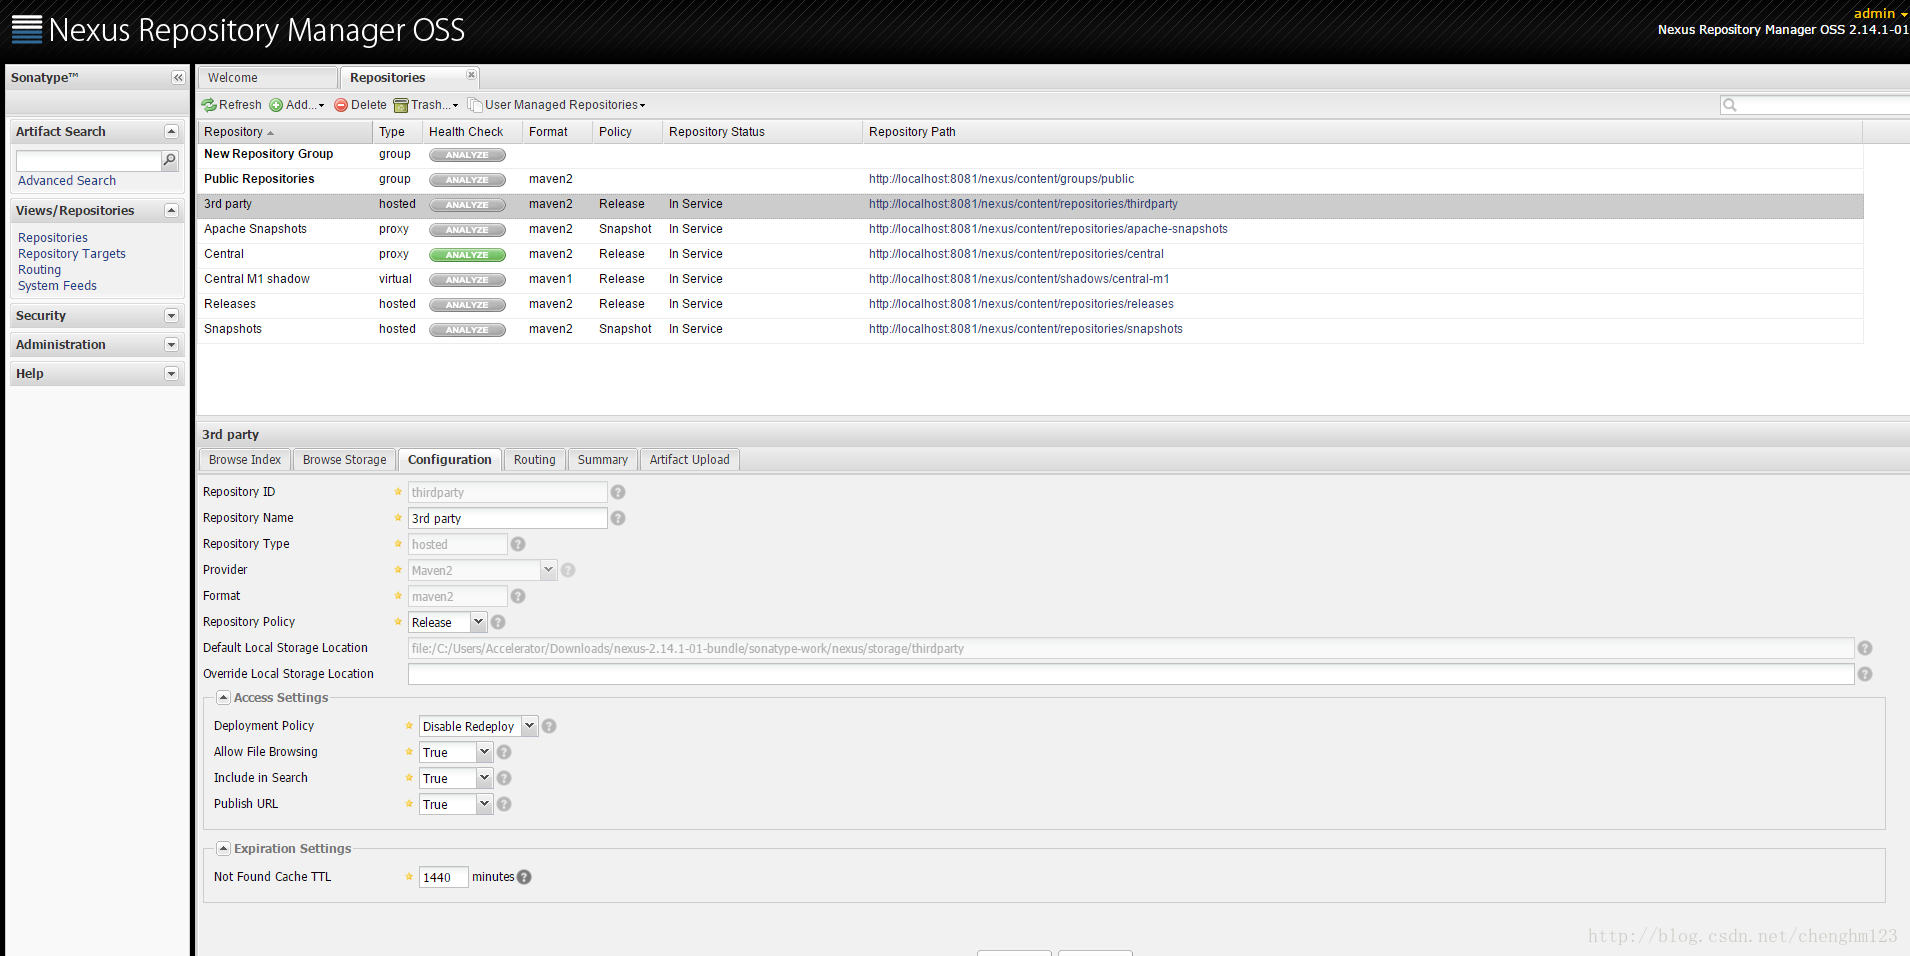 Nexus Repository Manager OSS
admin
Nexus Repository Manager OSS 2.14.1-01
Sonatype™
Welcome
Repositories
Refresh Add... Delete Trash... User Managed Repositories
Artifact Search
Advanced Search
Views/Repositories
Repositories
Repository Targets
Routing
System Feeds
Security
Administration
Help
Repository Type Health Check Format Policy Repository Status Repository Path
New Repository Group group ANALYZE
Public Repositories group ANALYZE maven2 http://localhost:8081/nexus/content/groups/public
3rd party hosted ANALYZE maven2 Release In Service http://localhost:8081/nexus/content/repositories/thirdparty
Apache Snapshots proxy ANALYZE maven2 Snapshot In Service http://localhost:8081/nexus/content/repositories/apache-snapshots
Central proxy ANALYZE maven2 Release In Service http://localhost:8081/nexus/content/repositories/central
Central M1 shadow virtual ANALYZE maven1 Release In Service http://localhost:8081/nexus/content/shadows/central-m1
Releases hosted ANALYZE maven2 Release In Service http://localhost:8081/nexus/content/repositories/releases
Snapshots hosted ANALYZE maven2 Snapshot In Service http://localhost:8081/nexus/content/repositories/snapshots
3rd party
Browse Index Browse Storage Configuration Routing Summary Artifact Upload
Repository ID thirdparty
Repository Name 3rd party
Repository Type hosted
Provider Maven2
Format maven2
Repository Policy Release
Default Local Storage Location file:/C:/Users/Accelerator/Downloads/nexus-2.14.1-01-bundle/sonatype-work/nexus/storage/thirdparty
Override Local Storage Location
Access Settings
Deployment Policy Disable Redeploy
Allow File Browsing True
Include in Search True
Publish URL True
Expiration Settings
Not Found Cache TTL 1440 minutes
http://blog.csdn.net/chenghm123